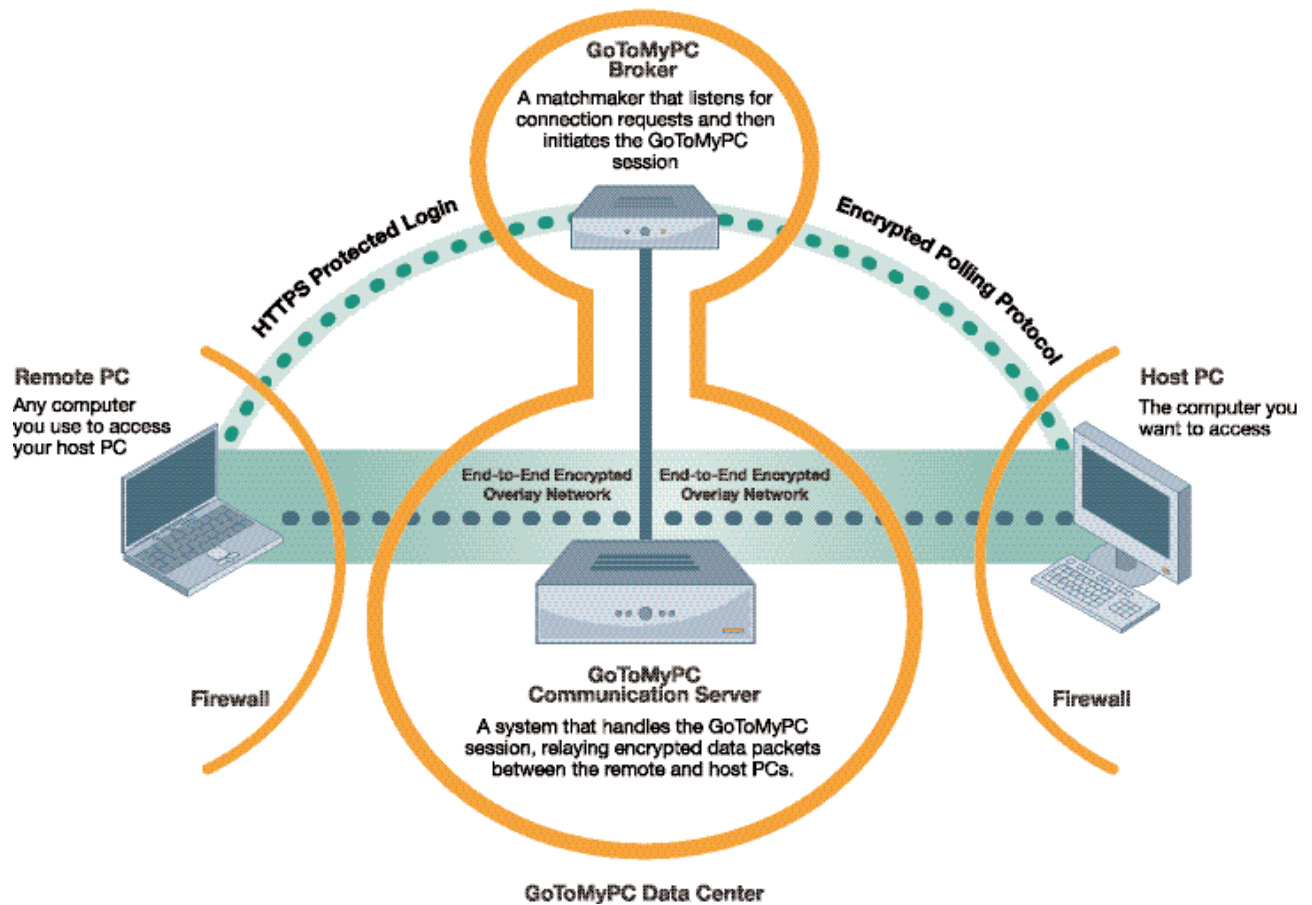 GoToMyPC
Broker
A matchmaker that listens for
connection requests and then
initiates the GoToMyPC
session
HTTPS Protected Login
Encrypted Polling Protocol
Remote PC
Any computer
you use to access
your host PC
Host PC
The computer you
want to access
End-to-End Encrypted
Overlay Network
End-to-End Encrypted
Overlay Network
Firewall
GoToMyPC
Communication Server
A system that handles the GoToMyPC
session, relaying encrypted data packets
between the remote and host PCs.
Firewall
GoToMyPC Data Center